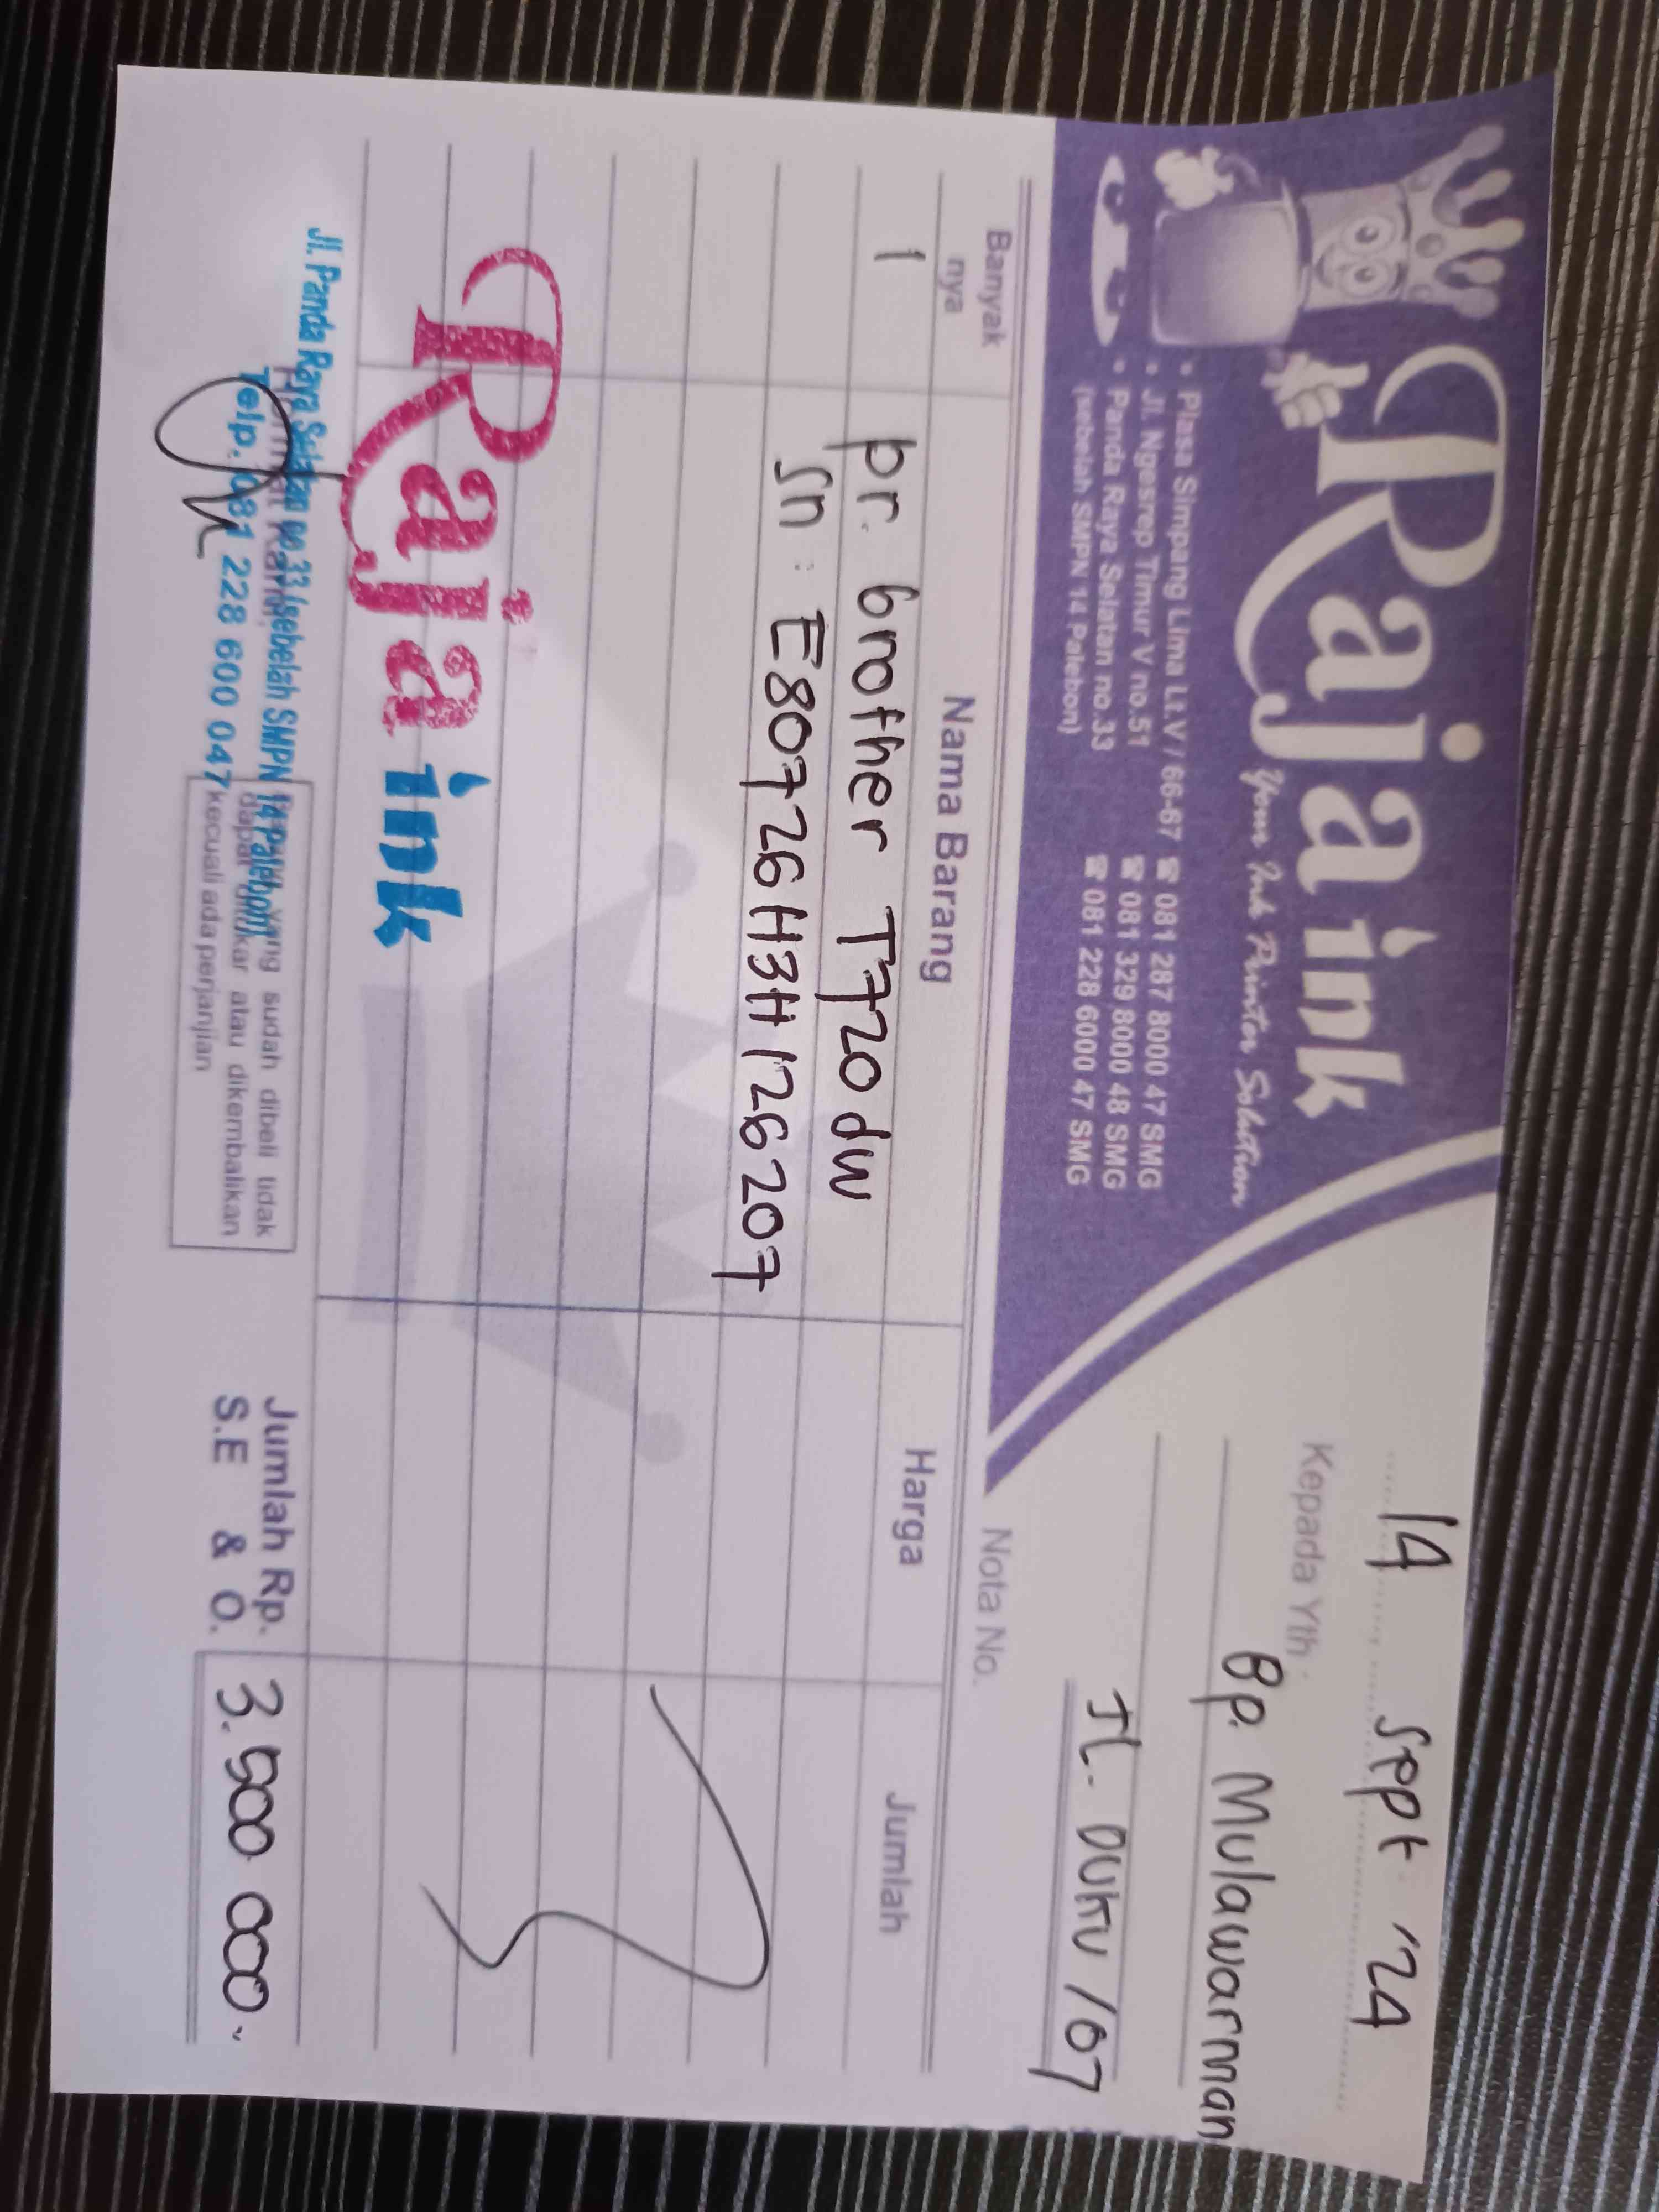 Raja ink
Your Ink Printer Solution
• Plasa Simpang Lima Lt.V / 66-67 ☎ 081 287 8000 47 SMG
• Jl. Ngesrep Timur V no.51 ☎ 081 329 8000 48 SMG
• Panda Raya Selatan no.33 ☎ 081 228 6000 47 SMG
(sebelah SMPN 14 Palebon)
14 Sept '24
Kepada Yth :
Bp. Mulawarman
JL. DUKU /07
Nota No.
Banyak nya Nama Barang Harga Jumlah
1 pr. brother T720 dw
Sn : E80726H3H126207
Raja ink
Jl. Panda Raya Selatan no.33 (sebelah SMPN 14 Palebon)
Telp. 081 228 600 047
yang sudah dibeli tidak
dapat ditukar atau dikembalikan
kecuali ada perjanjian
Jumlah Rp. 3.500 000.
S.E & O.